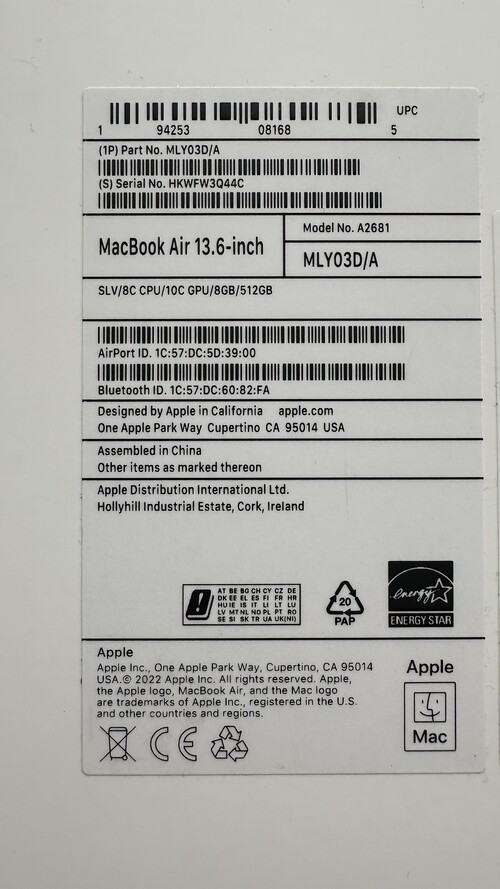 UPC
1 94253 08168 5
(1P) Part No. MLY03D/A
(S) Serial No. HKWFW3Q44C
MacBook Air 13.6-inch
Model No. A2681
MLY03D/A
SLV/8C CPU/10C GPU/8GB/512GB
AirPort ID. 1C:57:DC:5D:39:00
Bluetooth ID. 1C:57:DC:60:82:FA
Designed by Apple in California apple.com
One Apple Park Way Cupertino CA 95014 USA
Assembled in China
Other items as marked thereon
Apple Distribution International Ltd.
Hollyhill Industrial Estate, Cork, Ireland
AT BE BG CH CY CZ DE
DK EE EL ES FI FR HR
HU IE IS IT LI LT LU
LV MT NL NO PL PT RO
SE SI SK TR UA UK(NI)
20
PAP
energy
ENERGY STAR
Apple
Apple Inc., One Apple Park Way, Cupertino, CA 95014
USA.© 2022 Apple Inc. All rights reserved. Apple,
the Apple logo, MacBook Air, and the Mac logo
are trademarks of Apple Inc., registered in the U.S.
and other countries and regions.
CE
Apple
Mac